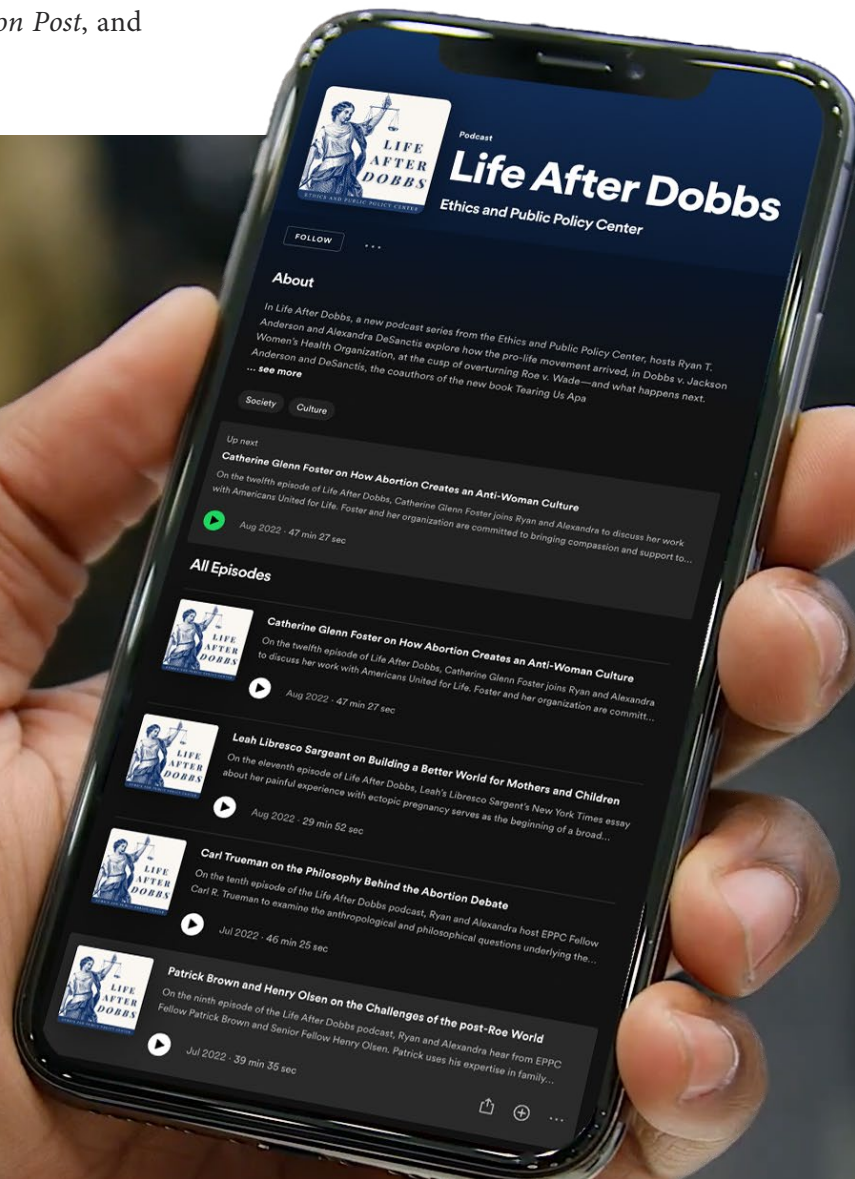 on Post, and
LIFE
AFTER
DOBBS
ETHICS AND PUBLIC POLICY CENTER
Podcast
Life After Dobbs
Ethics and Public Policy Center
FOLLOW
...
About
In Life After Dobbs, a new podcast series from the Ethics and Public Policy Center, hosts Ryan T.
Anderson and Alexandra DeSanctis explore how the pro-life movement arrived, in Dobbs v. Jackson
Women's Health Organization, at the cusp of overturning Roe v. Wade—and what happens next.
Anderson and DeSanctis, the coauthors of the new book Tearing Us Apa
... see more
Society
Culture
Up next
Catherine Glenn Foster on How Abortion Creates an Anti-Woman Culture
On the twelfth episode of Life After Dobbs, Catherine Glenn Foster joins Ryan and Alexandra to discuss her work
with Americans United for Life. Foster and her organization are committed to bringing compassion and support to...
Aug 2022 · 47 min 27 sec
All Episodes
LIFE
AFTER
DOBBS
Catherine Glenn Foster on How Abortion Creates an Anti-Woman Culture
On the twelfth episode of Life After Dobbs, Catherine Glenn Foster joins Ryan and Alexandra
to discuss her work with Americans United for Life. Foster and her organization are committ...
Aug 2022 · 47 min 27 sec
LIFE
AFTER
DOBBS
Leah Libresco Sargeant on Building a Better World for Mothers and Children
On the eleventh episode of Life After Dobbs, Leah's Libresco Sargent's New York Times essay
about her painful experience with ectopic pregnancy serves as the beginning of a broad...
Aug 2022 · 29 min 52 sec
LIFE
AFTER
DOBBS
Carl Trueman on the Philosophy Behind the Abortion Debate
On the tenth episode of the Life After Dobbs podcast, Ryan and Alexandra host EPPC Fellow
Carl R. Trueman to examine the anthropological and philosophical questions underlying the...
Jul 2022 · 46 min 25 sec
LIFE
AFTER
DOBBS
Patrick Brown and Henry Olsen on the Challenges of the post-Roe World
On the ninth episode of the Life After Dobbs podcast, Ryan and Alexandra hear from EPPC
Fellow Patrick Brown and Senior Fellow Henry Olsen. Patrick uses his expertise in family...
Jul 2022 · 39 min 35 sec
...